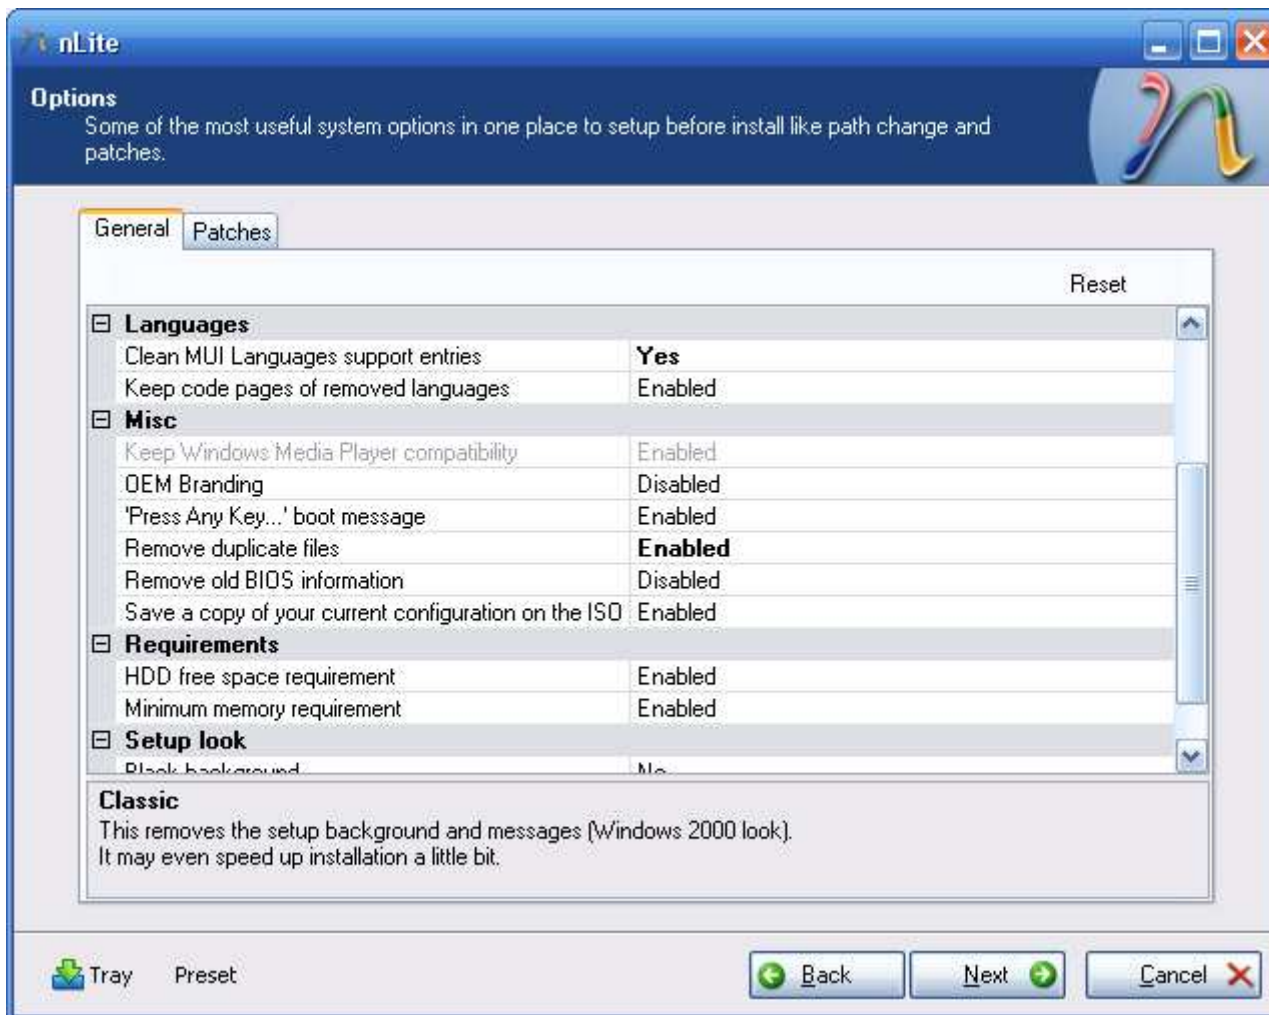 nLite
Options
Some of the most useful system options in one place to setup before install like path change and
patches.
General Patches
Reset
Languages
Clean MUI Languages support entries Yes
Keep code pages of removed languages Enabled
Misc
Keep Windows Media Player compatibility Enabled
OEM Branding Disabled
'Press Any Key...' boot message Enabled
Remove duplicate files Enabled
Remove old BIOS information Disabled
Save a copy of your current configuration on the ISO Enabled
Requirements
HDD free space requirement Enabled
Minimum memory requirement Enabled
Setup look
Black background No
Classic
This removes the setup background and messages (Windows 2000 look).
It may even speed up installation a little bit.
Tray Preset Back Next Cancel